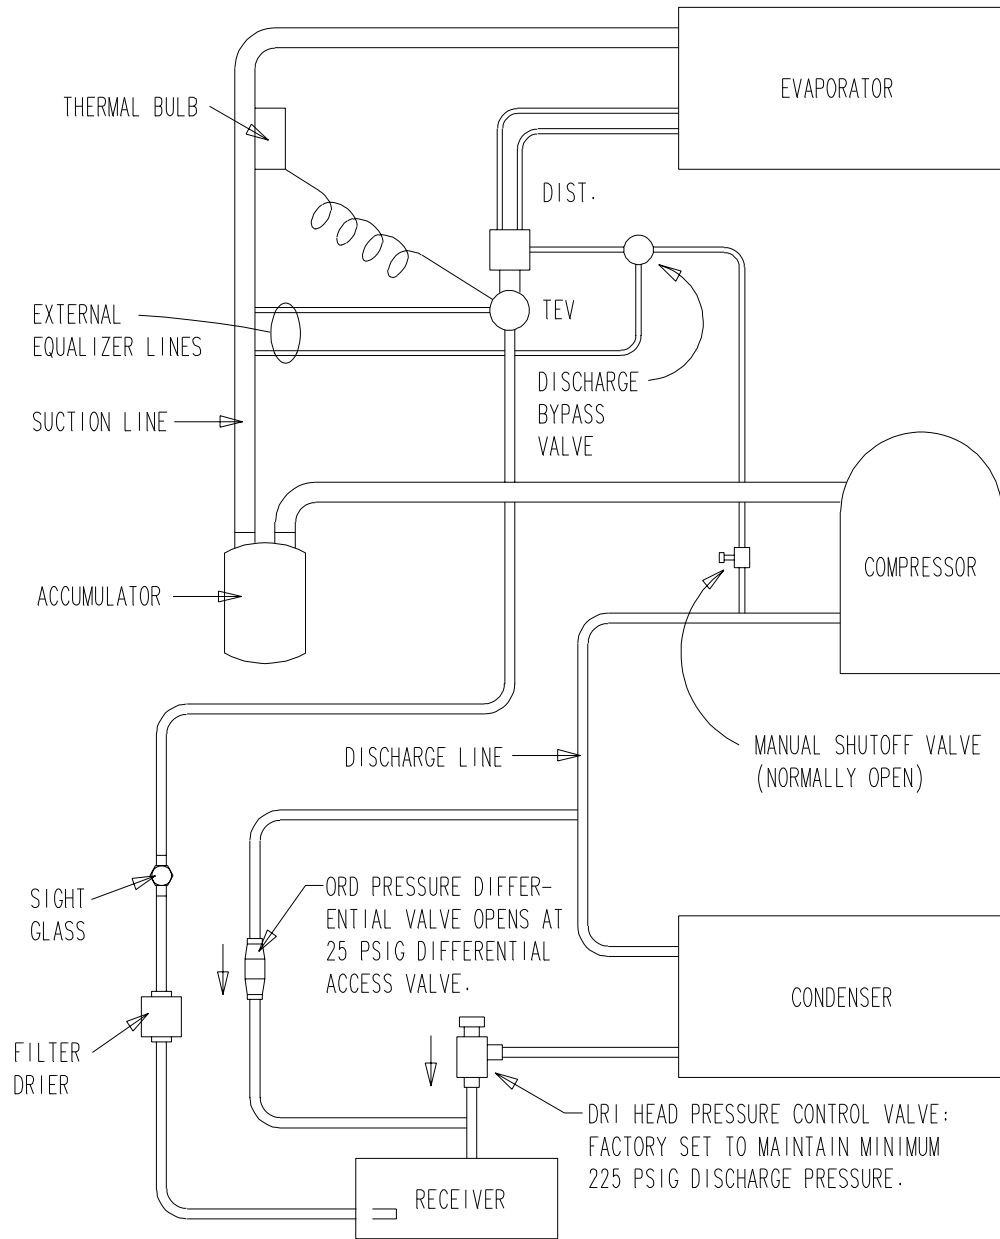 EVAPORATOR
THERMAL BULB
DIST.
EXTERNAL
EQUALIZER LINES
TEV
DISCHARGE
BYPASS
VALVE
SUCTION LINE
COMPRESSOR
ACCUMULATOR
MANUAL SHUTOFF VALVE
(NORMALLY OPEN)
DISCHARGE LINE
ORD PRESSURE DIFFER-
ENTIAL VALVE OPENS AT
25 PSIG DIFFERENTIAL
ACCESS VALVE.
SIGHT
GLASS
CONDENSER
FILTER
DRIER
DRI HEAD PRESSURE CONTROL VALVE:
FACTORY SET TO MAINTAIN MINIMUM
225 PSIG DISCHARGE PRESSURE.
RECEIVER